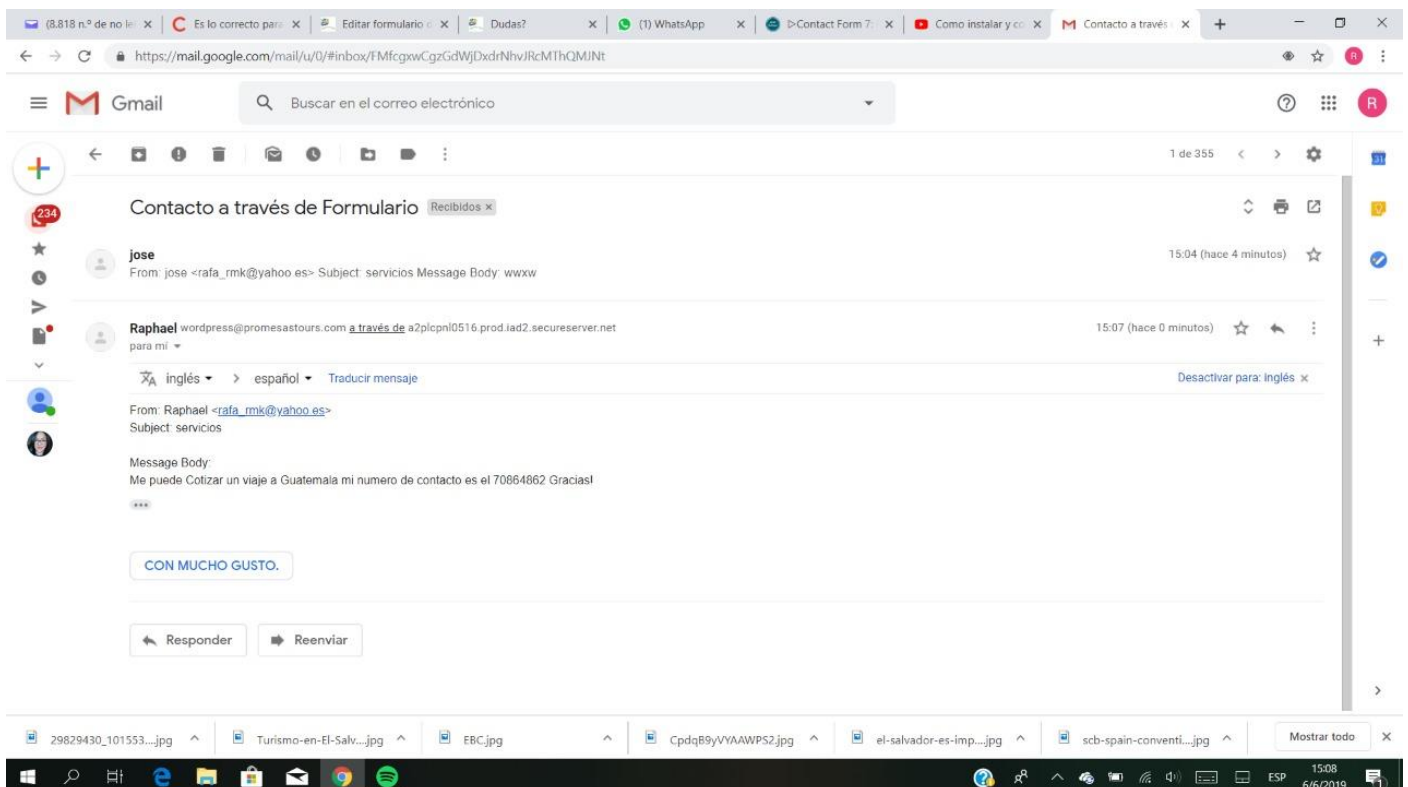 (8.818 n.º de no le
Es lo correcto para
Editar formulario d
Dudas?
(1) WhatsApp
▷Contact Form 7:
Como instalar y co
Contacto a través
https://mail.google.com/mail/u/0/#inbox/FMfcgxwCgzGdWjDxdrNhvJRcMThQMJNt
R
Gmail
Buscar en el correo electrónico
R
1 de 355
31
234
Contacto a través de Formulario Recibidos ×
jose
15:04 (hace 4 minutos)
From: jose <rafa_rmk@yahoo.es> Subject: servicios Message Body: wwxw
Raphael wordpress@promesastours.com a través de a2plcpnl0516.prod.iad2.secureserver.net
15:07 (hace 0 minutos)
para mí
inglés > español Traducir mensaje
Desactivar para: inglés ×
From: Raphael <rafa_rmk@yahoo.es>
Subject: servicios
Message Body:
Me puede Cotizar un viaje a Guatemala mi numero de contacto es el 70864862 Gracias!
CON MUCHO GUSTO.
Responder
Reenviar
29829430_101553....jpg
Turismo-en-El-Salv....jpg
EBC.jpg
CpdqB9yVYAAWPS2.jpg
el-salvador-es-imp....jpg
scb-spain-conventi....jpg
Mostrar todo
ESP
15:08
6/6/2019